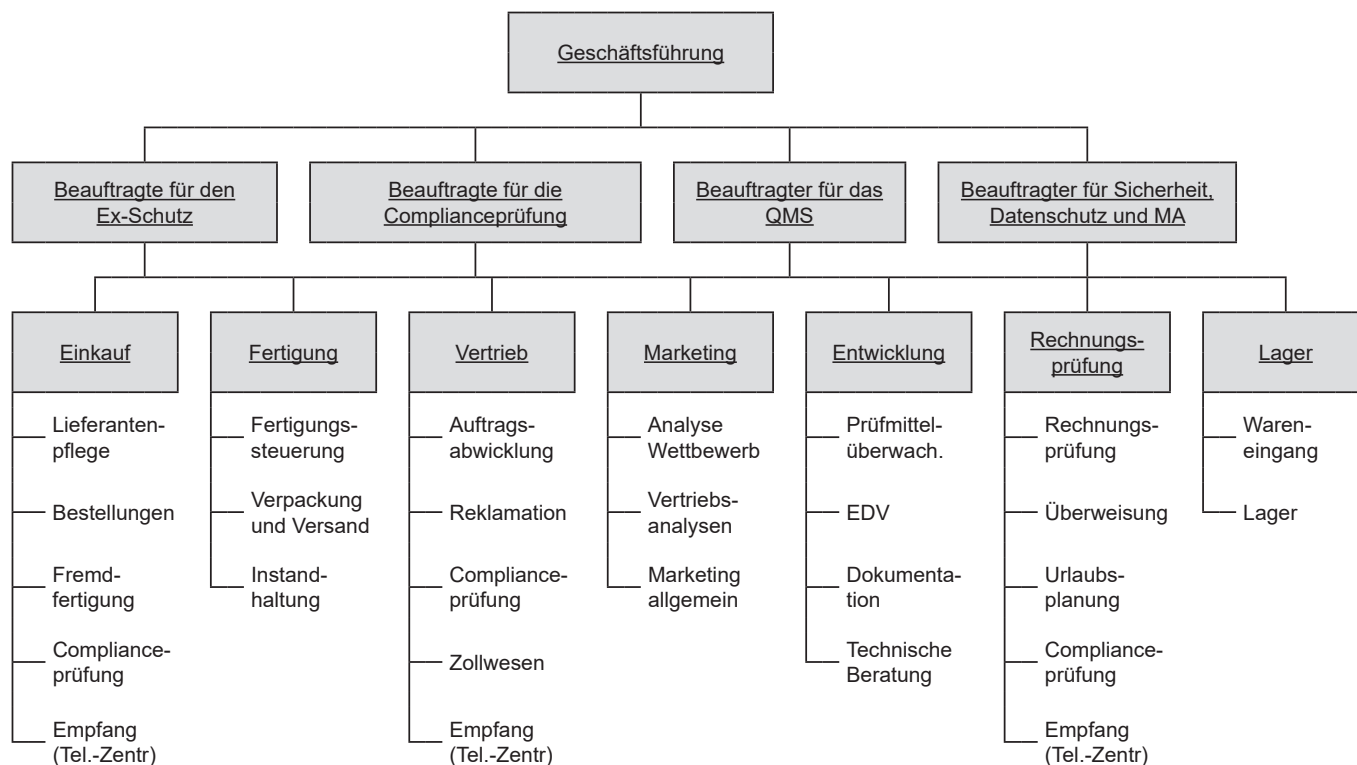 Geschäftsführung
Beauftragte für den
Ex-Schutz
Beauftragte für die
Complianceprüfung
Beauftragter für das
QMS
Beauftragter für Sicherheit,
Datenschutz und MA
Einkauf
Lieferanten-
pflege
Bestellungen
Fremd-
fertigung
Compliance-
prüfung
Empfang
(Tel.-Zentr)
Fertigung
Fertigungs-
steuerung
Verpackung
und Versand
Instand-
haltung
Vertrieb
Auftrags-
abwicklung
Reklamation
Compliance-
prüfung
Zollwesen
Empfang
(Tel.-Zentr)
Marketing
Analyse
Wettbewerb
Vertriebs-
analysen
Marketing
allgemein
Entwicklung
Prüfmittel-
überwach.
EDV
Dokumenta-
tion
Technische
Beratung
Rechnungs-
prüfung
Rechnungs-
prüfung
Überweisung
Urlaubs-
planung
Compliance-
prüfung
Empfang
(Tel.-Zentr)
Lager
Waren-
eingang
Lager